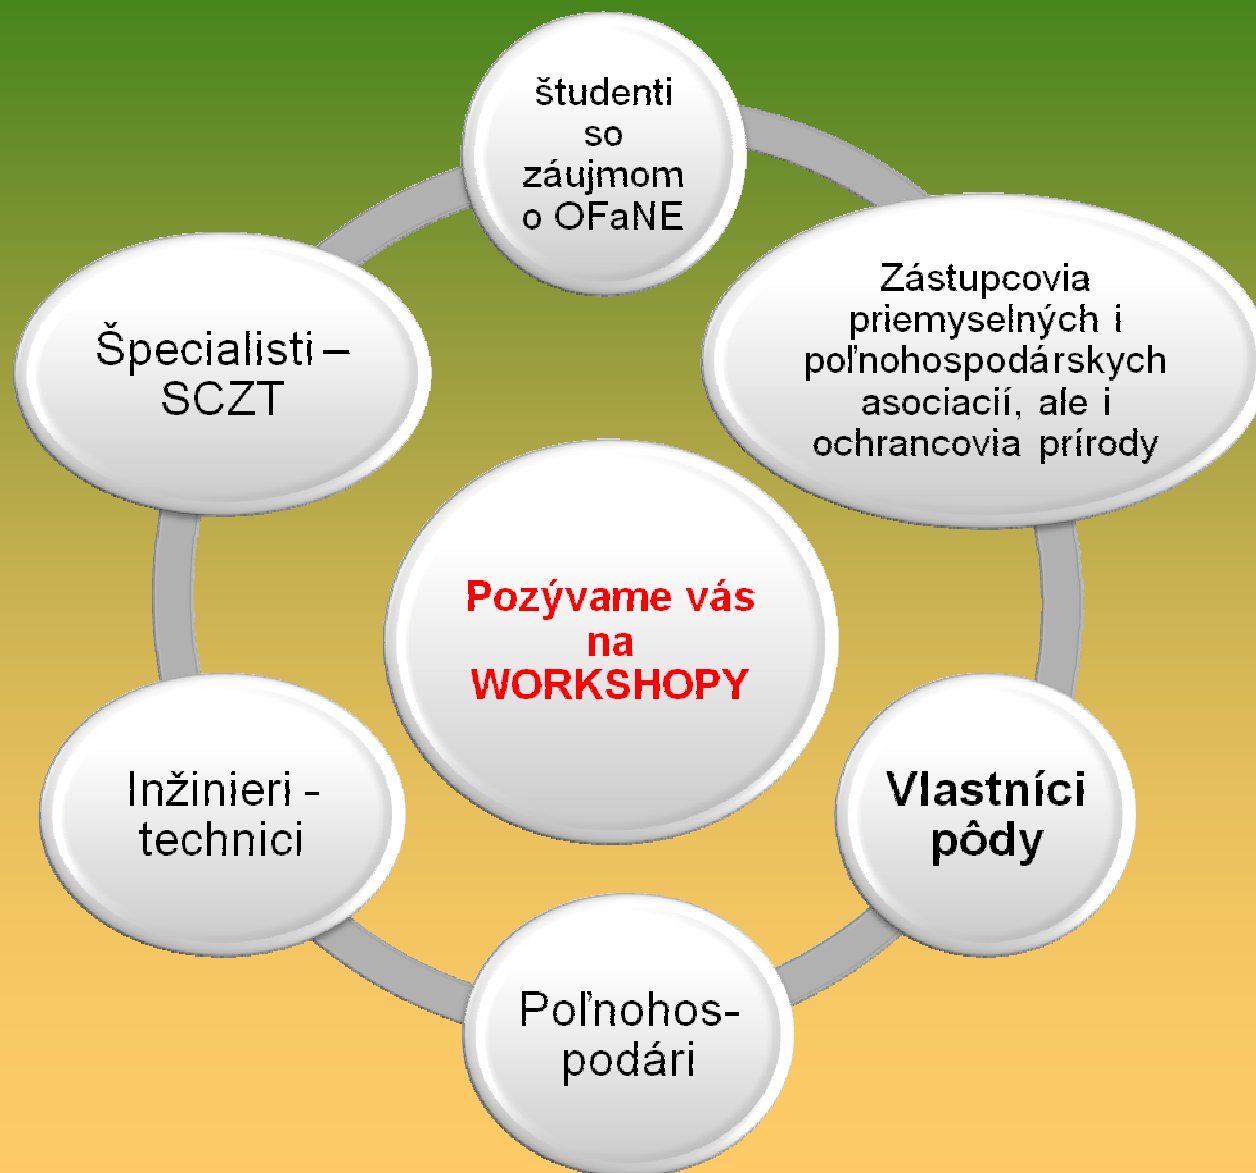 študenti
so
záujmom
o OFaNE
Zástupcovia
priemyselných i
poľnohospodárskych
asociacií, ale i
ochrancovia prírody
Špecialisti –
SCZT
Pozývame vás
na
WORKSHOPY
Vlastníci
pôdy
Inžinieri -
technici
Poľnohos-
podári